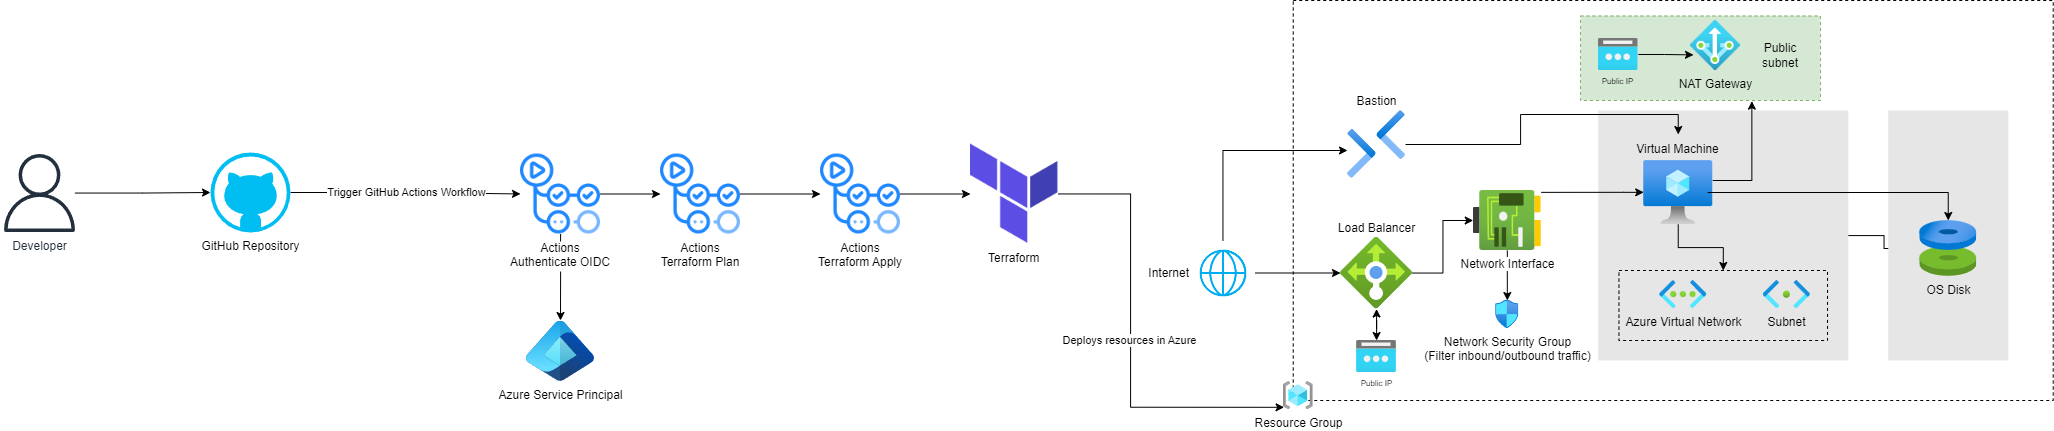 Developer
GitHub Repository
Trigger GitHub Actions Workflow
Actions
Authenticate OIDC
Azure Service Principal
Actions
Terraform Plan
Actions
Terraform Apply
Terraform
Deploys resources in Azure
Resource Group
Internet
Bastion
Load Balancer
Public IP
Network Interface
Network Security Group
(Filter inbound/outbound traffic)
Public IP
NAT Gateway
Public
subnet
Virtual Machine
Azure Virtual Network
Subnet
OS Disk